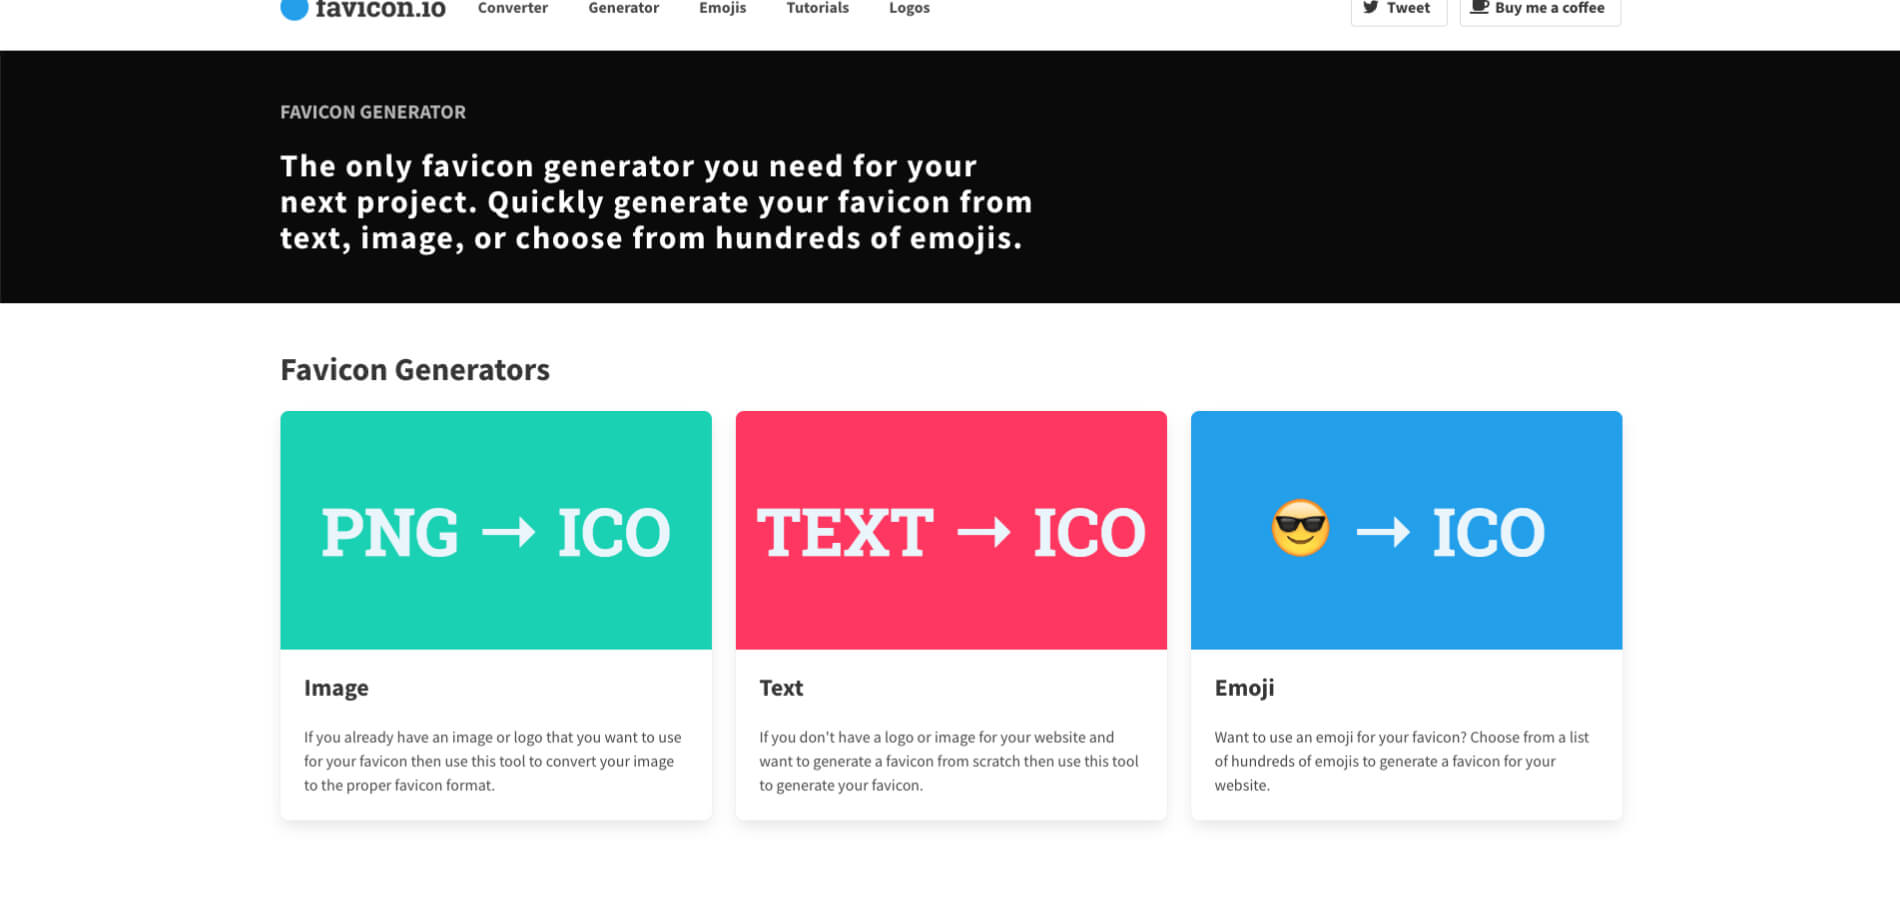 favicon.io Converter Generator Emojis Tutorials Logos Tweet Buy me a coffee
FAVICON GENERATOR
The only favicon generator you need for your
next project. Quickly generate your favicon from
text, image, or choose from hundreds of emojis.
Favicon Generators
PNG → ICO
TEXT → ICO
😎 → ICO
Image
If you already have an image or logo that you want to use
for your favicon then use this tool to convert your image
to the proper favicon format.
Text
If you don't have a logo or image for your website and
want to generate a favicon from scratch then use this tool
to generate your favicon.
Emoji
Want to use an emoji for your favicon? Choose from a list
of hundreds of emojis to generate a favicon for your
website.